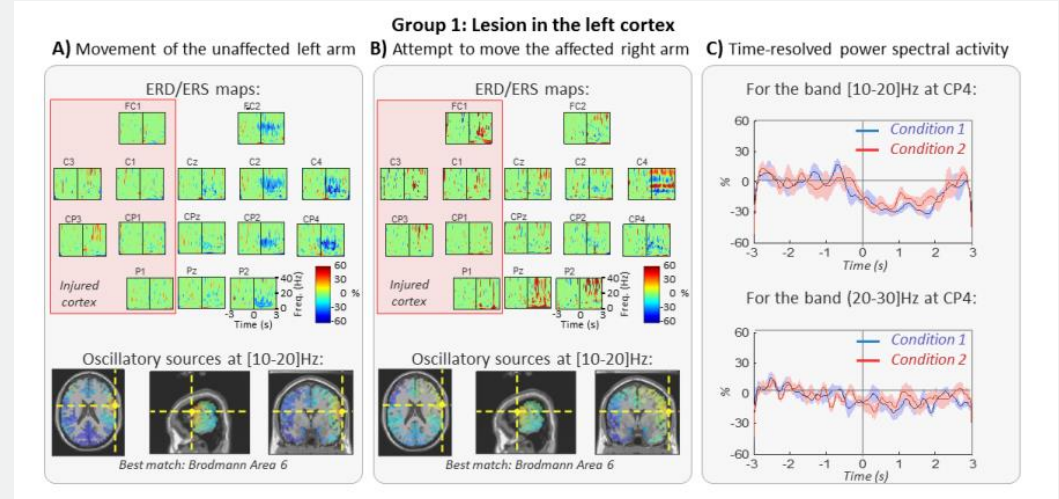 Group 1: Lesion in the left cortex
A) Movement of the unaffected left arm
ERD/ERS maps:
FC1 FC2
C3 C1 Cz C2 C4
CP3 CP1 CPz CP2 CP4
P1 Pz P2
Injured
cortex
40
20
0
Freq. (Hz)
-3 0 3
Time (s)
60
30
0 %
-30
-60
Oscillatory sources at [10-20]Hz:
Best match: Brodmann Area 6
B) Attempt to move the affected right arm
ERD/ERS maps:
FC1 FC2
C3 C1 Cz C2 C4
CP3 CP1 CPz CP2 CP4
P1 Pz P2
Injured
cortex
40
20
0
Freq. (Hz)
-3 0 3
Time (s)
60
30
0 %
-30
-60
Oscillatory sources at [10-20]Hz:
Best match: Brodmann Area 6
C) Time-resolved power spectral activity
For the band [10-20]Hz at CP4:
Condition 1
Condition 2
60
30
0
-30
-60
%
-3 -2 -1 0 1 2 3
Time (s)
For the band (20-30]Hz at CP4:
Condition 1
Condition 2
60
30
0
-30
-60
%
-3 -2 -1 0 1 2 3
Time (s)